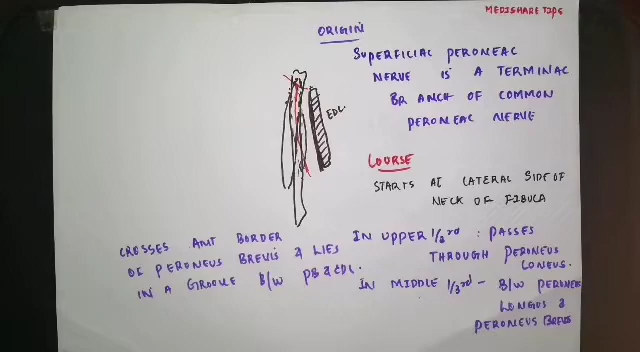 MEDISHARE TIPS
ORIGIN
SUPERFICIAL PERONEAL
NERVE IS A TERMINAL
BRANCH OF COMMON
PERONEAL NERVE
EDL
COURSE
STARTS AT LATERAL SIDE OF
NECK OF FIBULA
IN UPPER 1/3rd : PASSES
THROUGH PERONEUS
LONGUS.
IN MIDDLE 1/3rd - B/W PERONEUS
LONGUS &
PERONEUS BREVIS
CROSSES ANT BORDER
OF PERONEUS BREVIS & LIES
IN A GROOVE B/W PB & EDL.